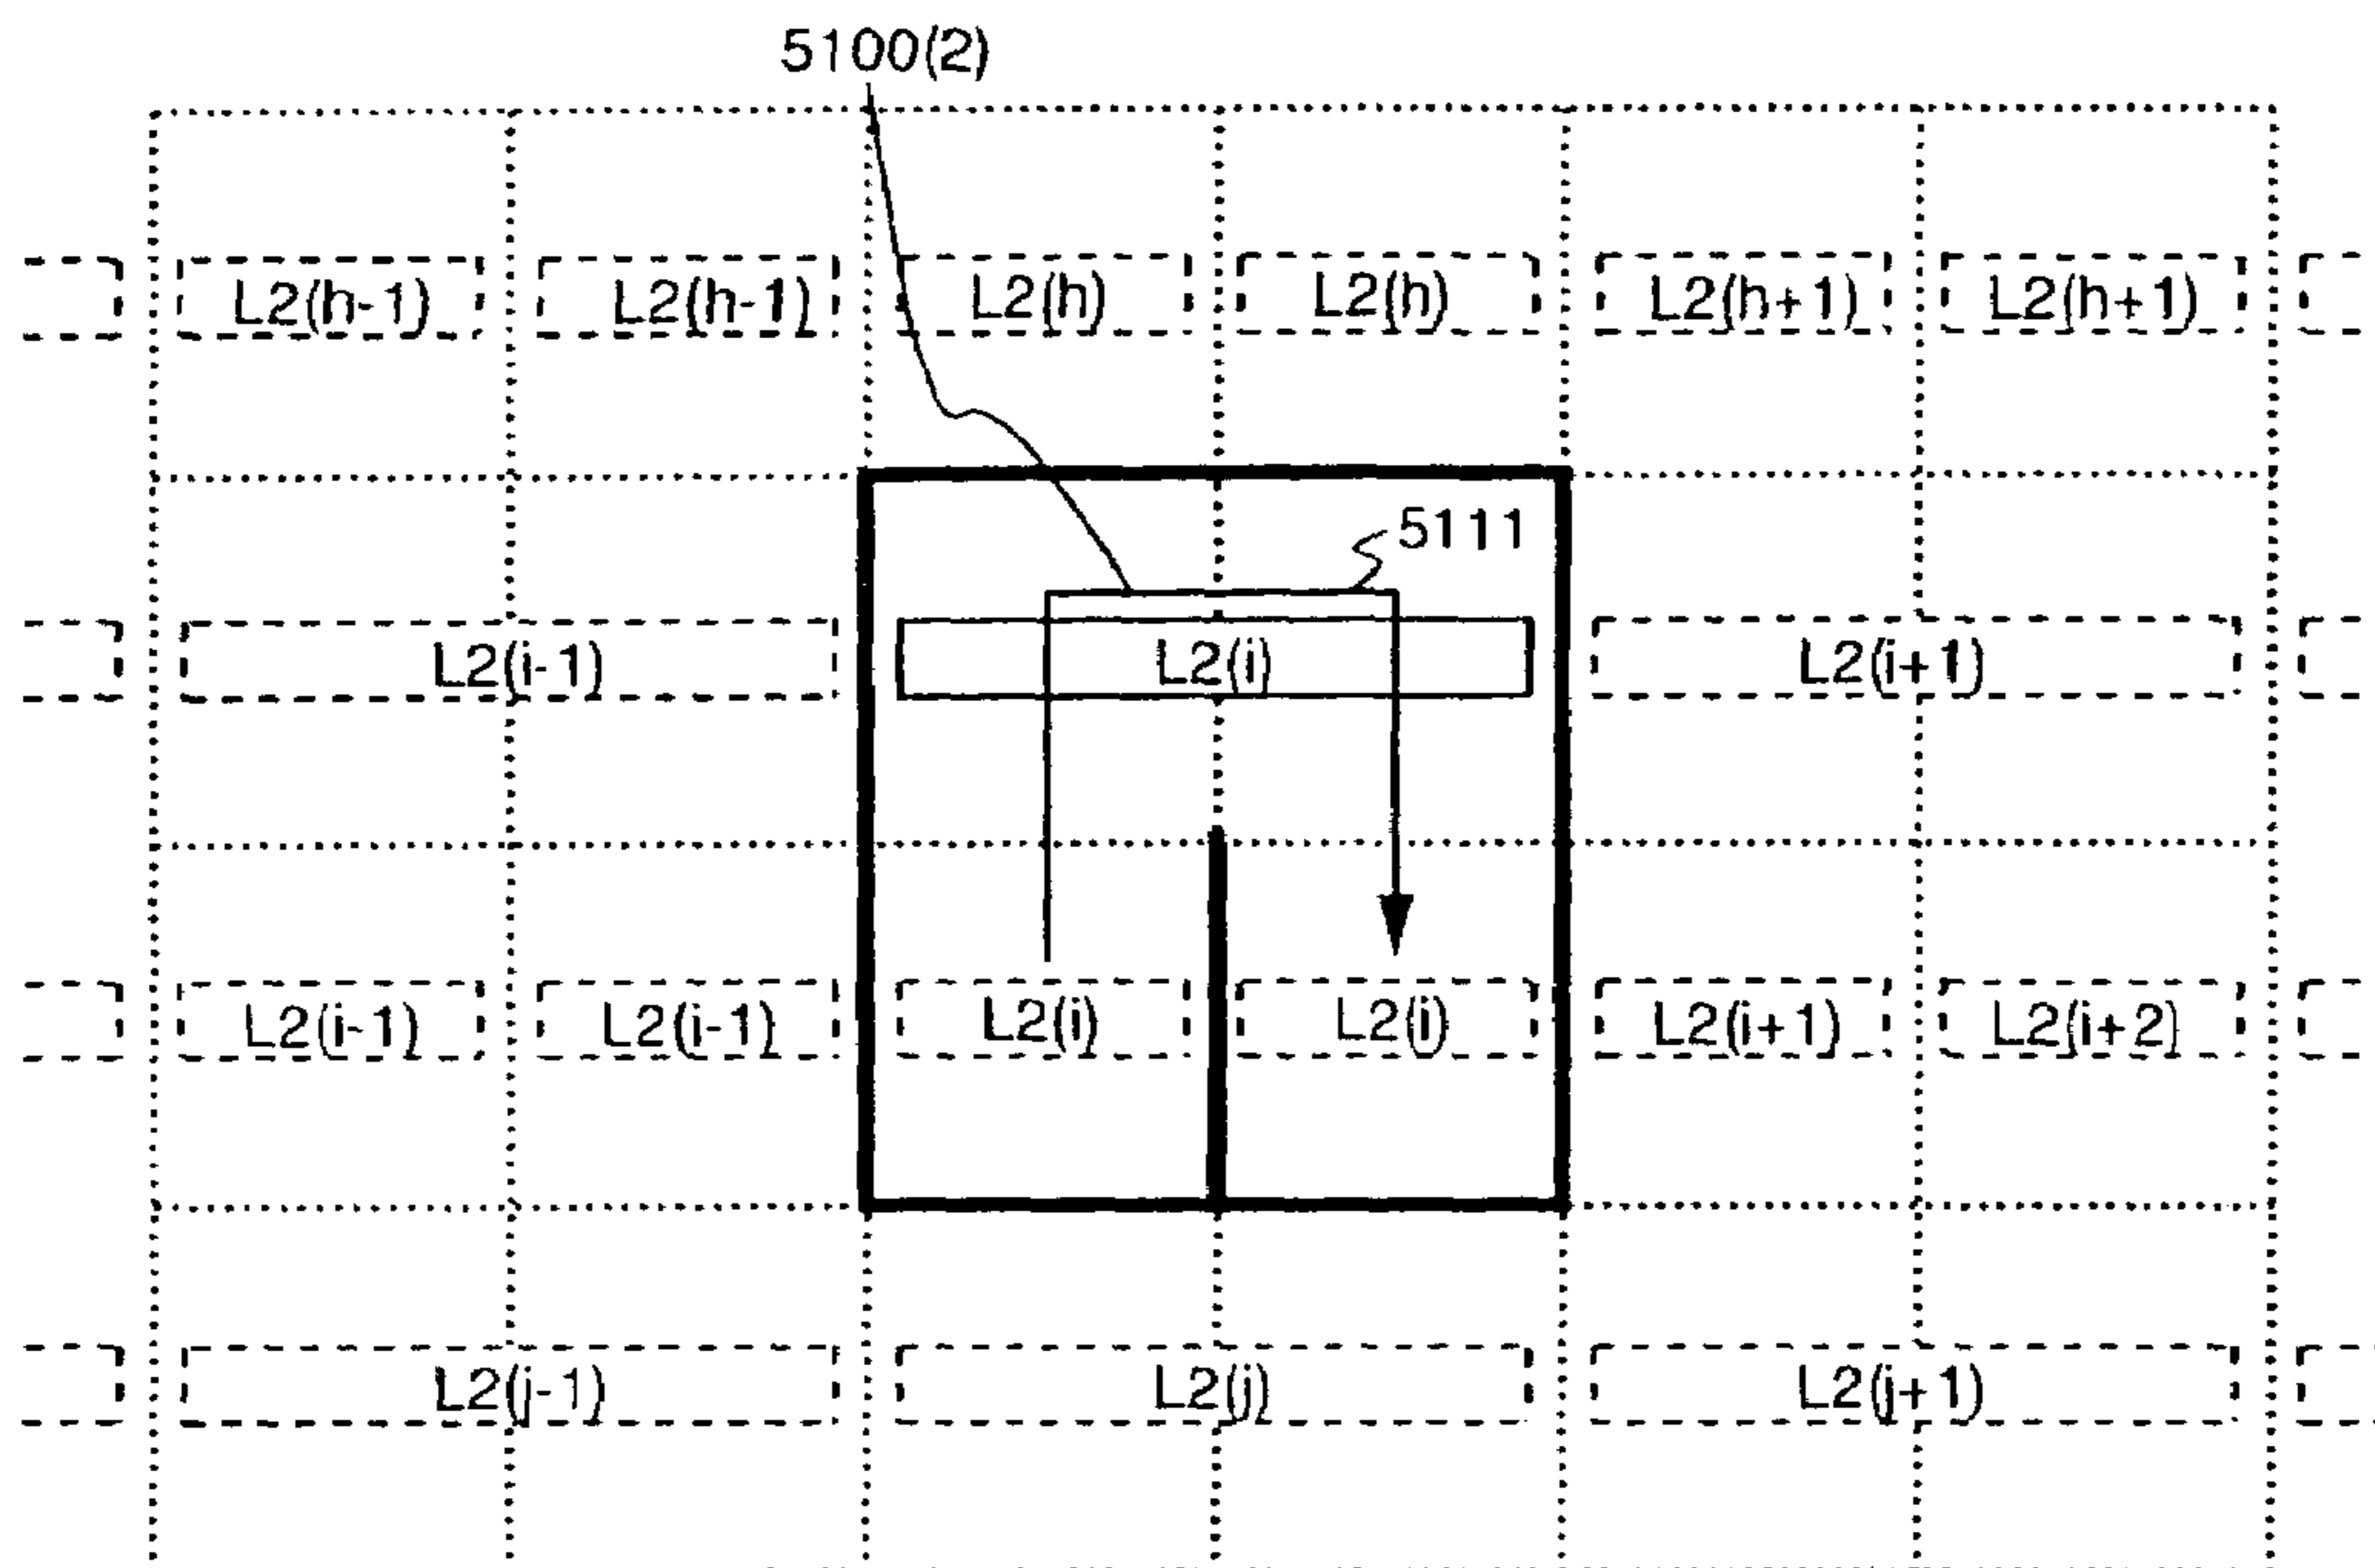 5100(2)
L2(h-1) L2(h-1) L2(h) L2(h) L2(h+1) L2(h+1)
5111
L2(i-1) L2(i) L2(i+1)
L2(i-1) L2(i-1) L2(i) L2(i) L2(i+1) L2(i+2)
L2(j-1) L2(j) L2(j+1)